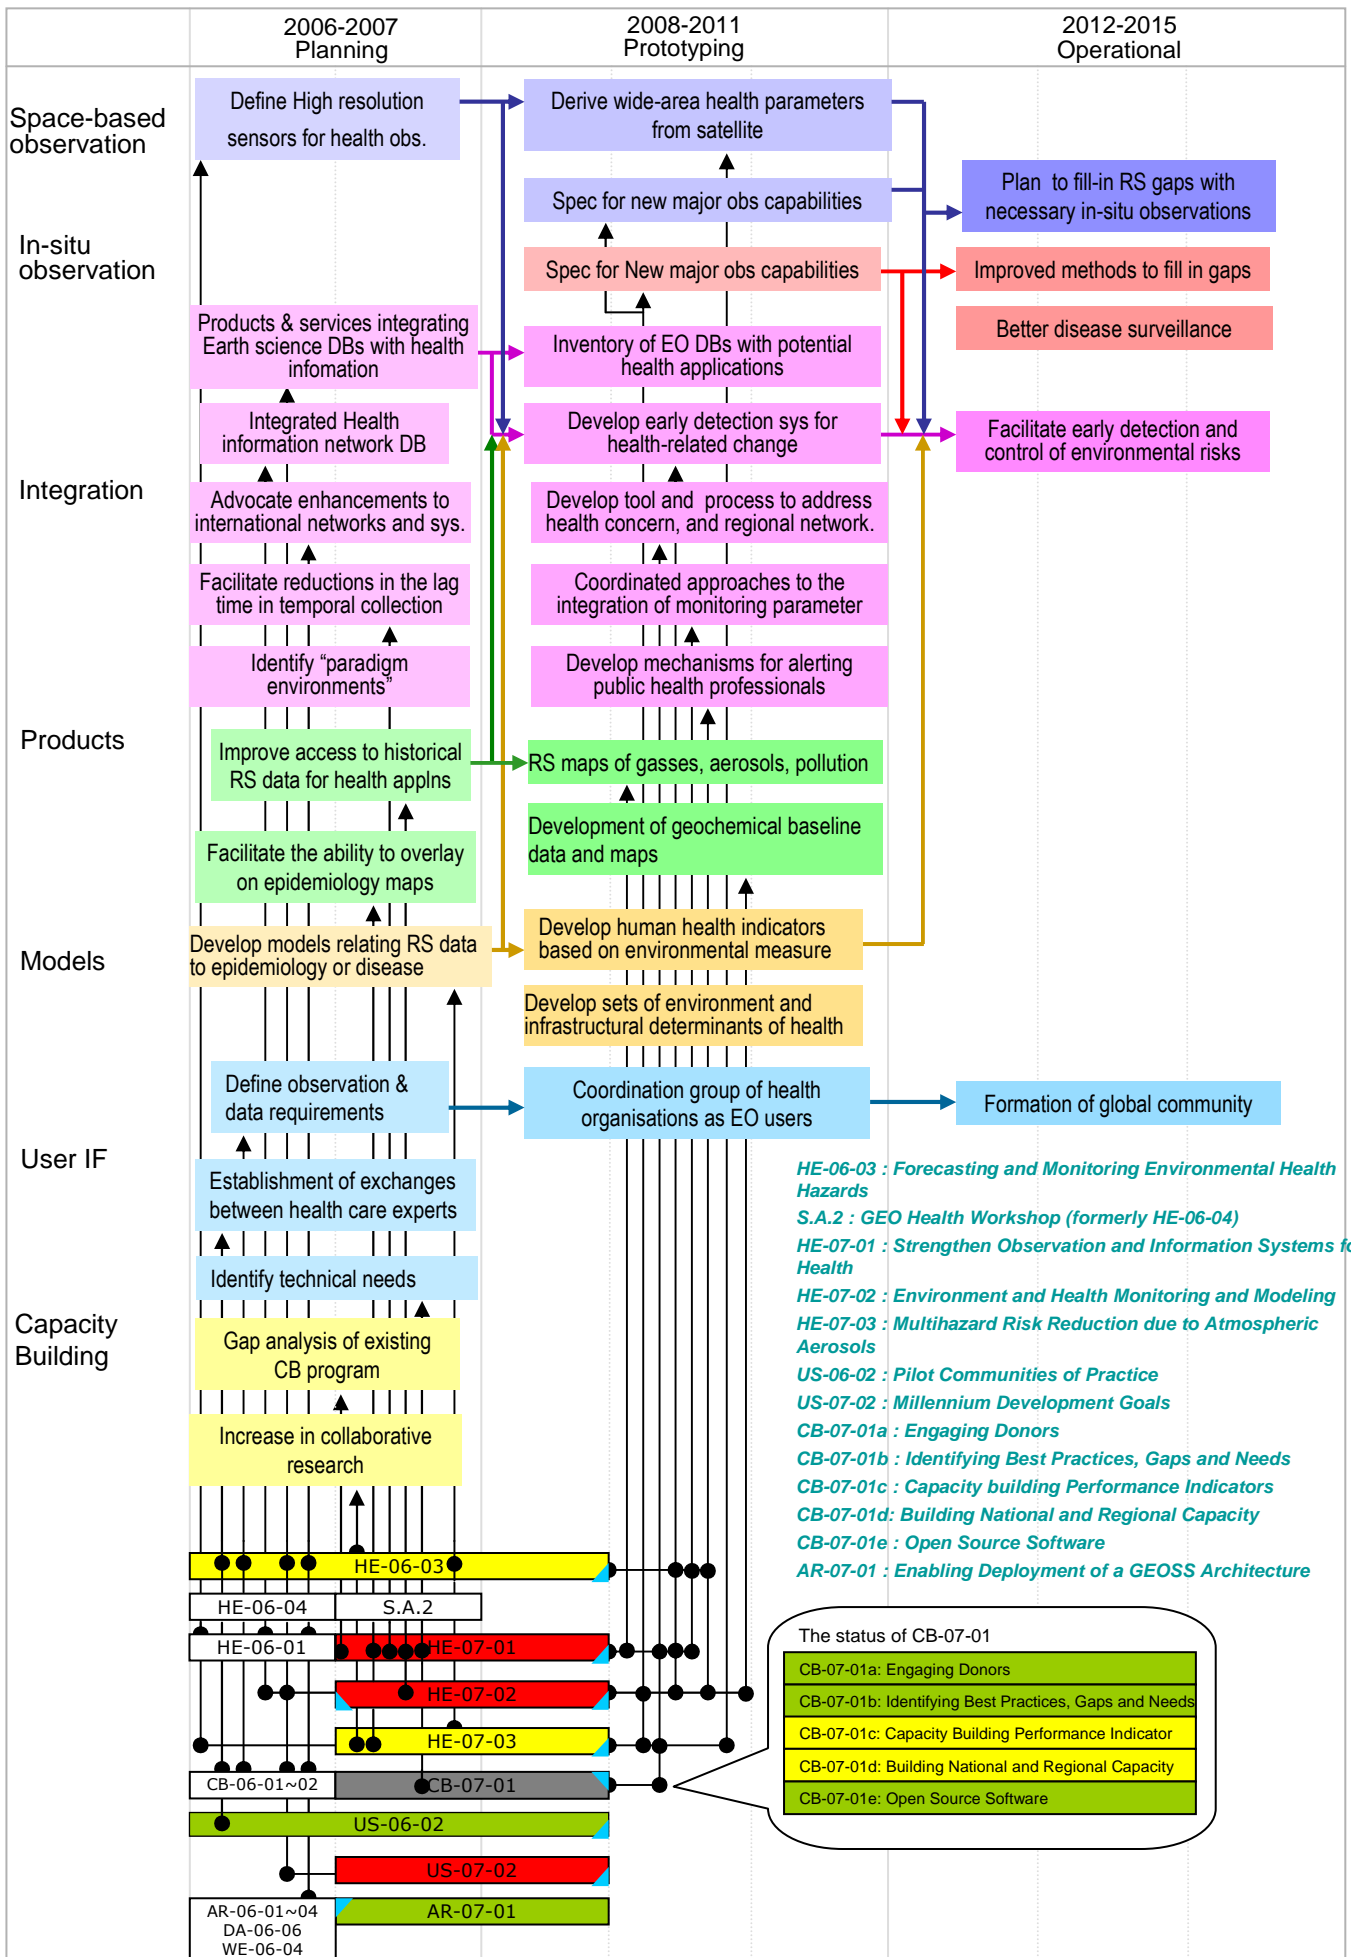 2006-2007
Planning
2008-2011
Prototyping
2012-2015
Operational
Space-based
observation
Define High resolution
sensors for health obs.
Derive wide-area health parameters
from satellite
Spec for new major obs capabilities
Plan to fill-in RS gaps with
necessary in-situ observations
In-situ
observation
Spec for New major obs capabilities
Improved methods to fill in gaps
Better disease surveillance
Products & services integrating
Earth science DBs with health
infomation
Inventory of EO DBs with potential
health applications
Integrated Health
information network DB
Develop early detection sys for
health-related change
Facilitate early detection and
control of environmental risks
Integration
Advocate enhancements to
international networks and sys.
Develop tool and process to address
health concern, and regional network.
Facilitate reductions in the lag
time in temporal collection
Coordinated approaches to the
integration of monitoring parameter
Identify “paradigm
environments”
Develop mechanisms for alerting
public health professionals
Products
Improve access to historical
RS data for health applns
RS maps of gasses, aerosols, pollution
Facilitate the ability to overlay
on epidemiology maps
Development of geochemical baseline
data and maps
Models
Develop models relating RS data
to epidemiology or disease
Develop human health indicators
based on environmental measure
Develop sets of environment and
infrastructural determinants of health
Define observation &
data requirements
Coordination group of health
organisations as EO users
Formation of global community
User IF
Establishment of exchanges
between health care experts
Identify technical needs
Capacity
Building
Gap analysis of existing
CB program
Increase in collaborative
research
HE-06-03 : Forecasting and Monitoring Environmental Health
Hazards
S.A.2 : GEO Health Workshop (formerly HE-06-04)
HE-07-01 : Strengthen Observation and Information Systems fo
Health
HE-07-02 : Environment and Health Monitoring and Modeling
HE-07-03 : Multihazard Risk Reduction due to Atmospheric
Aerosols
US-06-02 : Pilot Communities of Practice
US-07-02 : Millennium Development Goals
CB-07-01a : Engaging Donors
CB-07-01b : Identifying Best Practices, Gaps and Needs
CB-07-01c : Capacity building Performance Indicators
CB-07-01d: Building National and Regional Capacity
CB-07-01e : Open Source Software
AR-07-01 : Enabling Deployment of a GEOSS Architecture
HE-06-03
HE-06-04
S.A.2
HE-06-01
HE-07-01
HE-07-02
HE-07-03
CB-06-01~02
CB-07-01
US-06-02
US-07-02
AR-06-01~04
DA-06-06
WE-06-04
AR-07-01
The status of CB-07-01
CB-07-01a: Engaging Donors
CB-07-01b: Identifying Best Practices, Gaps and Needs
CB-07-01c: Capacity Building Performance Indicator
CB-07-01d: Building National and Regional Capacity
CB-07-01e: Open Source Software